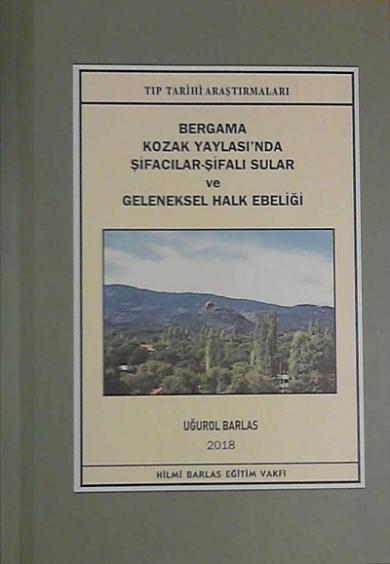 TIP TARİHİ ARAŞTIRMALARI
BERGAMA
KOZAK YAYLASI'NDA
ŞİFACILAR-ŞİFALI SULAR
ve
GELENEKSEL HALK EBELİĞİ
UĞUROL BARLAS
2018
HİLMİ BARLAS EĞİTİM VAKFI